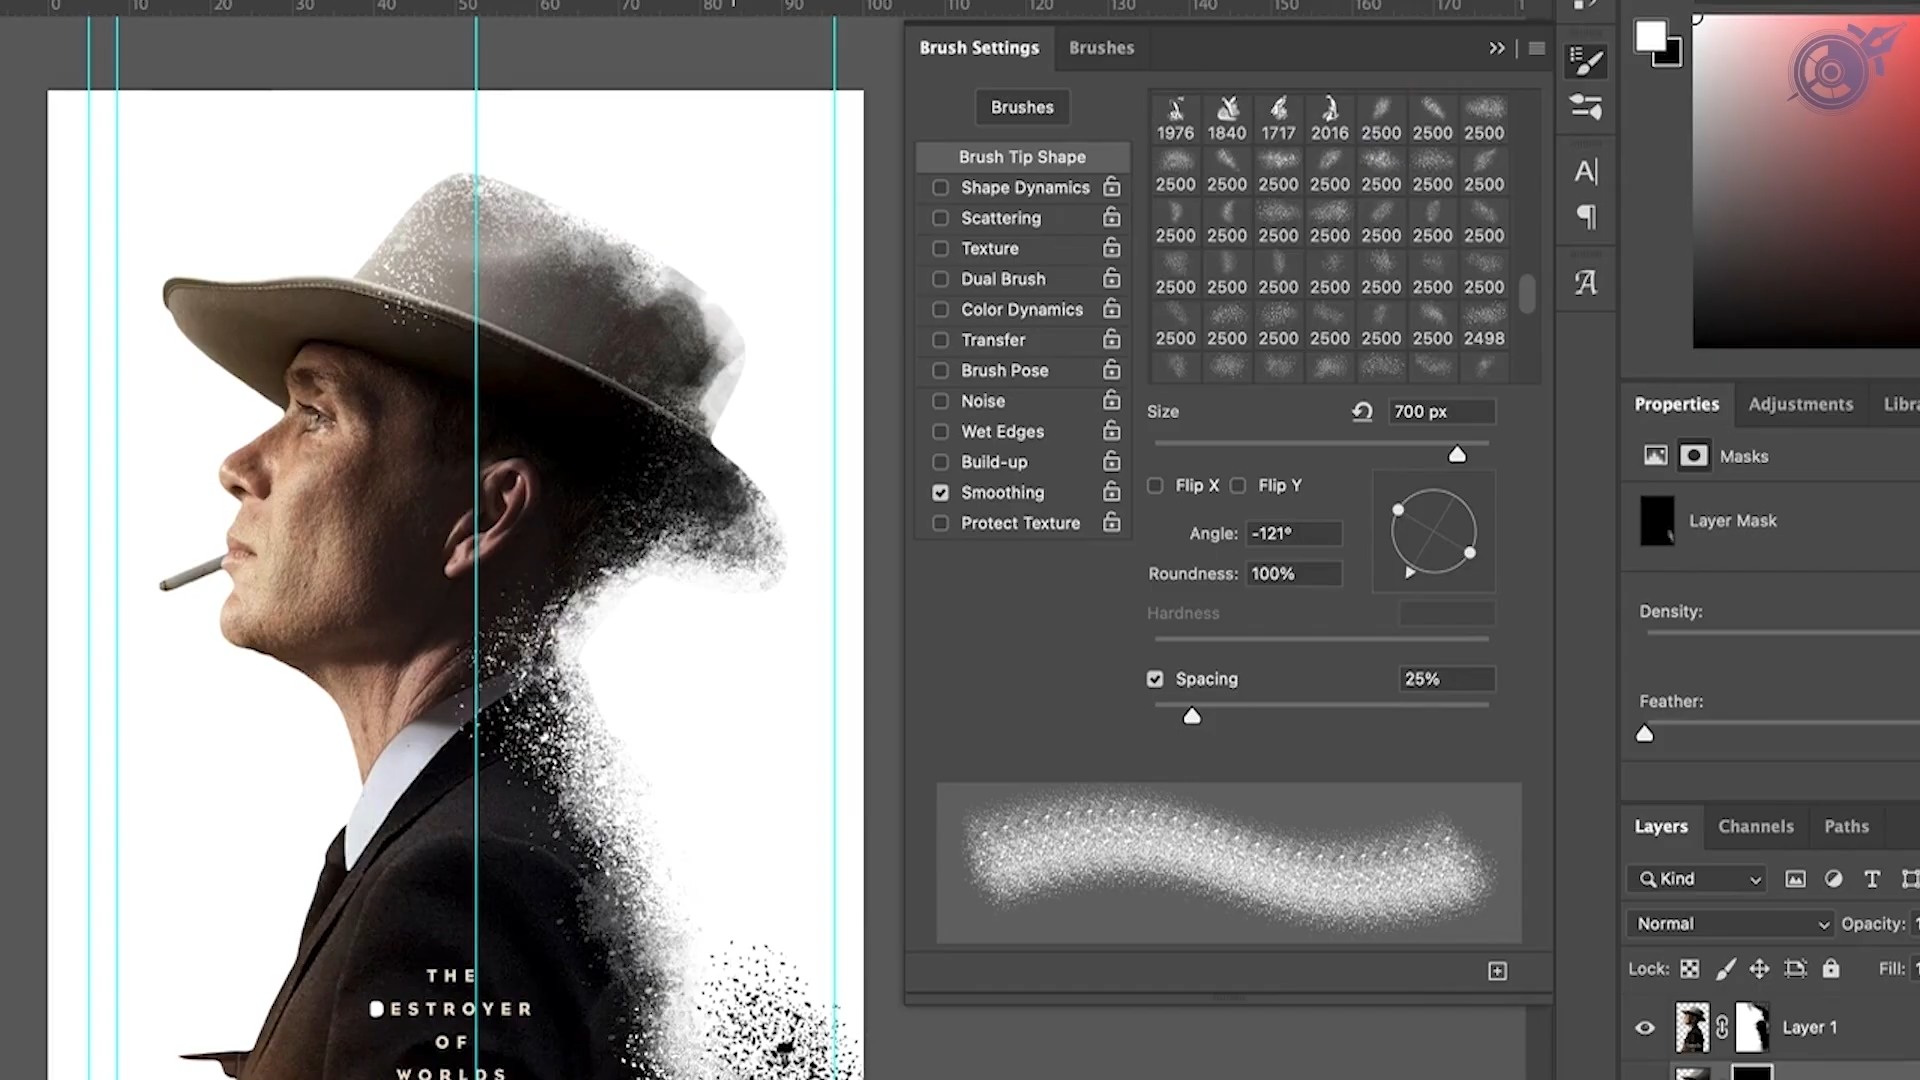 0 10 20 30 40 50 60 70 80 90 100 110 120 130 140 150 160 170
Brush Settings Brushes
Brushes
Brush Tip Shape
Shape Dynamics
Scattering
Texture
Dual Brush
Color Dynamics
Transfer
Brush Pose
Noise
Wet Edges
Build-up
Smoothing
Protect Texture
1976 1840 1717 2016 2500 2500 2500
2500 2500 2500 2500 2500 2500 2500
2500 2500 2500 2500 2500 2500 2500
2500 2500 2500 2500 2500 2500 2500
2500 2500 2500 2500 2500 2500 2498
Size 700 px
Flip X Flip Y
Angle: -121°
Roundness: 100%
Hardness
Spacing 25%
THE
DESTROYER
OF
WORLDS
Properties Adjustments
Masks
Layer Mask
Density:
Feather:
Layers Channels Paths
Kind
Normal Opacity:
Lock: Fill:
Layer 1